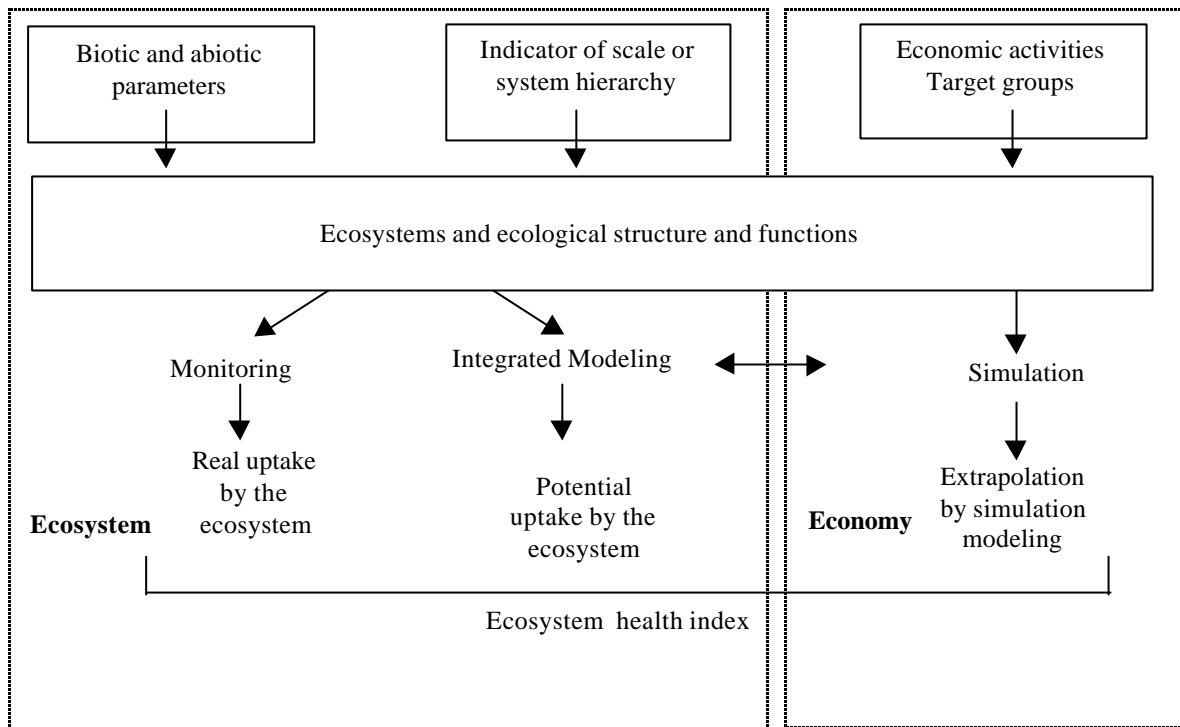 Biotic and abiotic
parameters
Indicator of scale or
system hierarchy
Economic activities
Target groups
Ecosystems and ecological structure and functions
Monitoring
Integrated Modeling
Simulation
Real uptake
by the
ecosystem
Potential
uptake by the
ecosystem
Extrapolation
by simulation
modeling
Ecosystem
Economy
Ecosystem health index